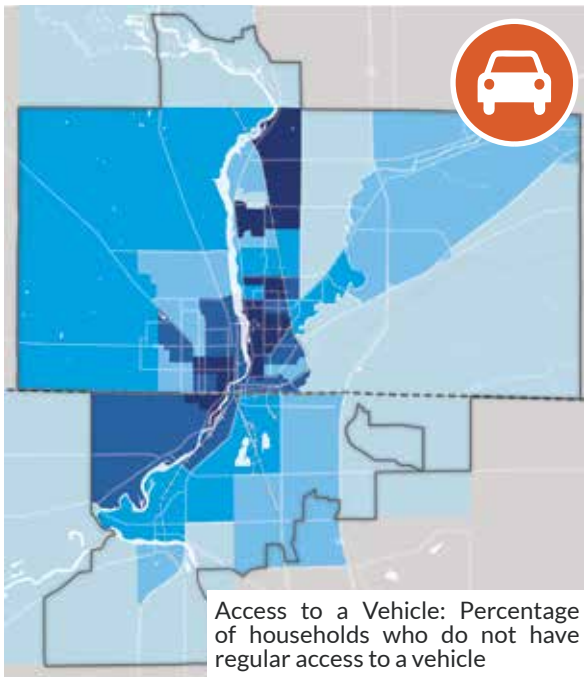 Access to a Vehicle: Percentage
of households who do not have
regular access to a vehicle